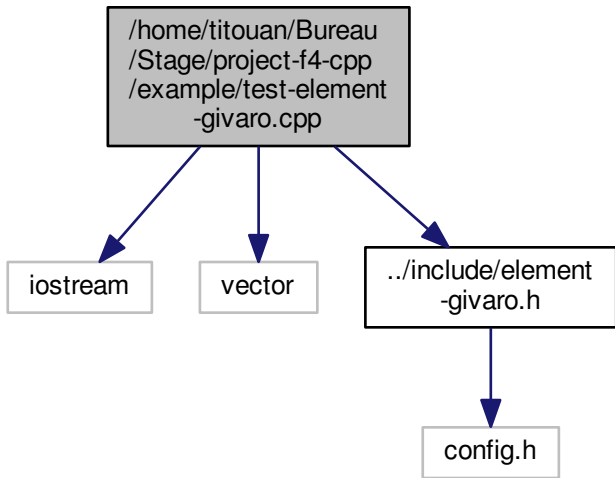 /home/titouan/Bureau
/Stage/project-f4-cpp
/example/test-element
-givaro.cpp
iostream
vector
../include/element
-givaro.h
config.h